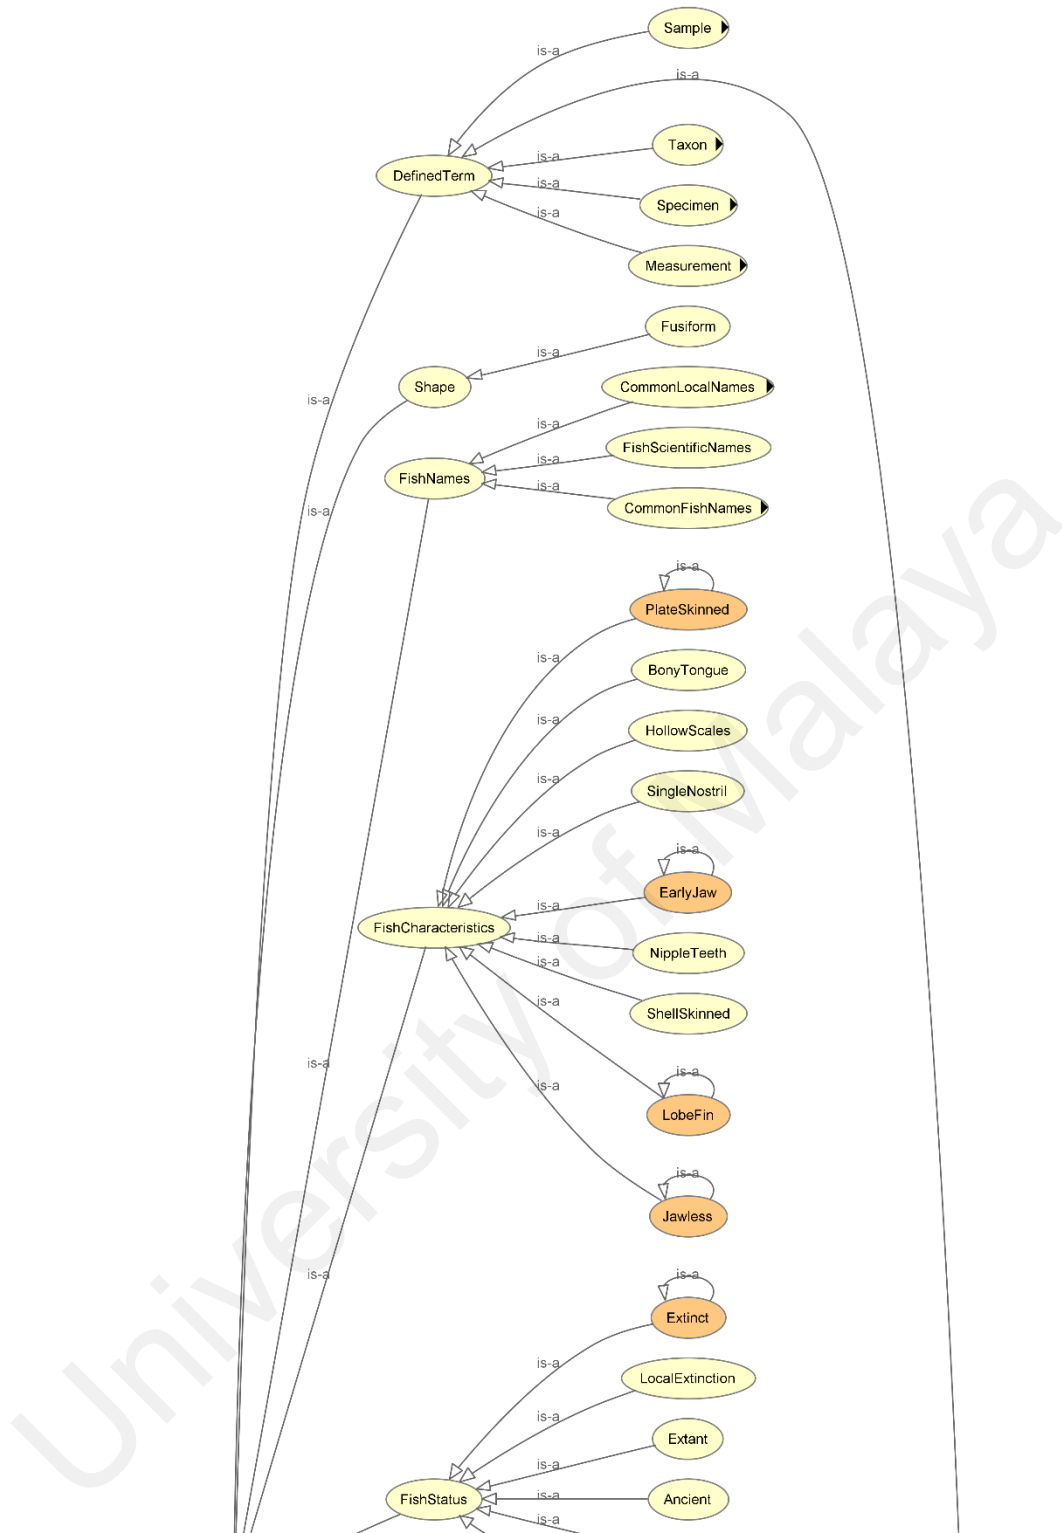 Sample
is-a
is-a
Taxon
is-a
DefinedTerm
is-a
Specimen
is-a
Measurement
Fusiform
is-a
Shape
CommonLocalNames
is-a
is-a
FishScientificNames
is-a
FishNames
is-a
CommonFishNames
is-a
is-a
PlateSkinned
is-a
BonyTongue
is-a
HollowScales
is-a
SingleNostril
is-a
is-a
EarlyJaw
is-a
FishCharacteristics
is-a
NippleTeeth
is-a
is-a
ShellSkinned
is-a
is-a
is-a
LobeFin
is-a
Jawless
is-a
is-a
Extinct
is-a
LocalExtinction
is-a
Extant
is-a
FishStatus
is-a
Ancient
is-a
University of Malaya